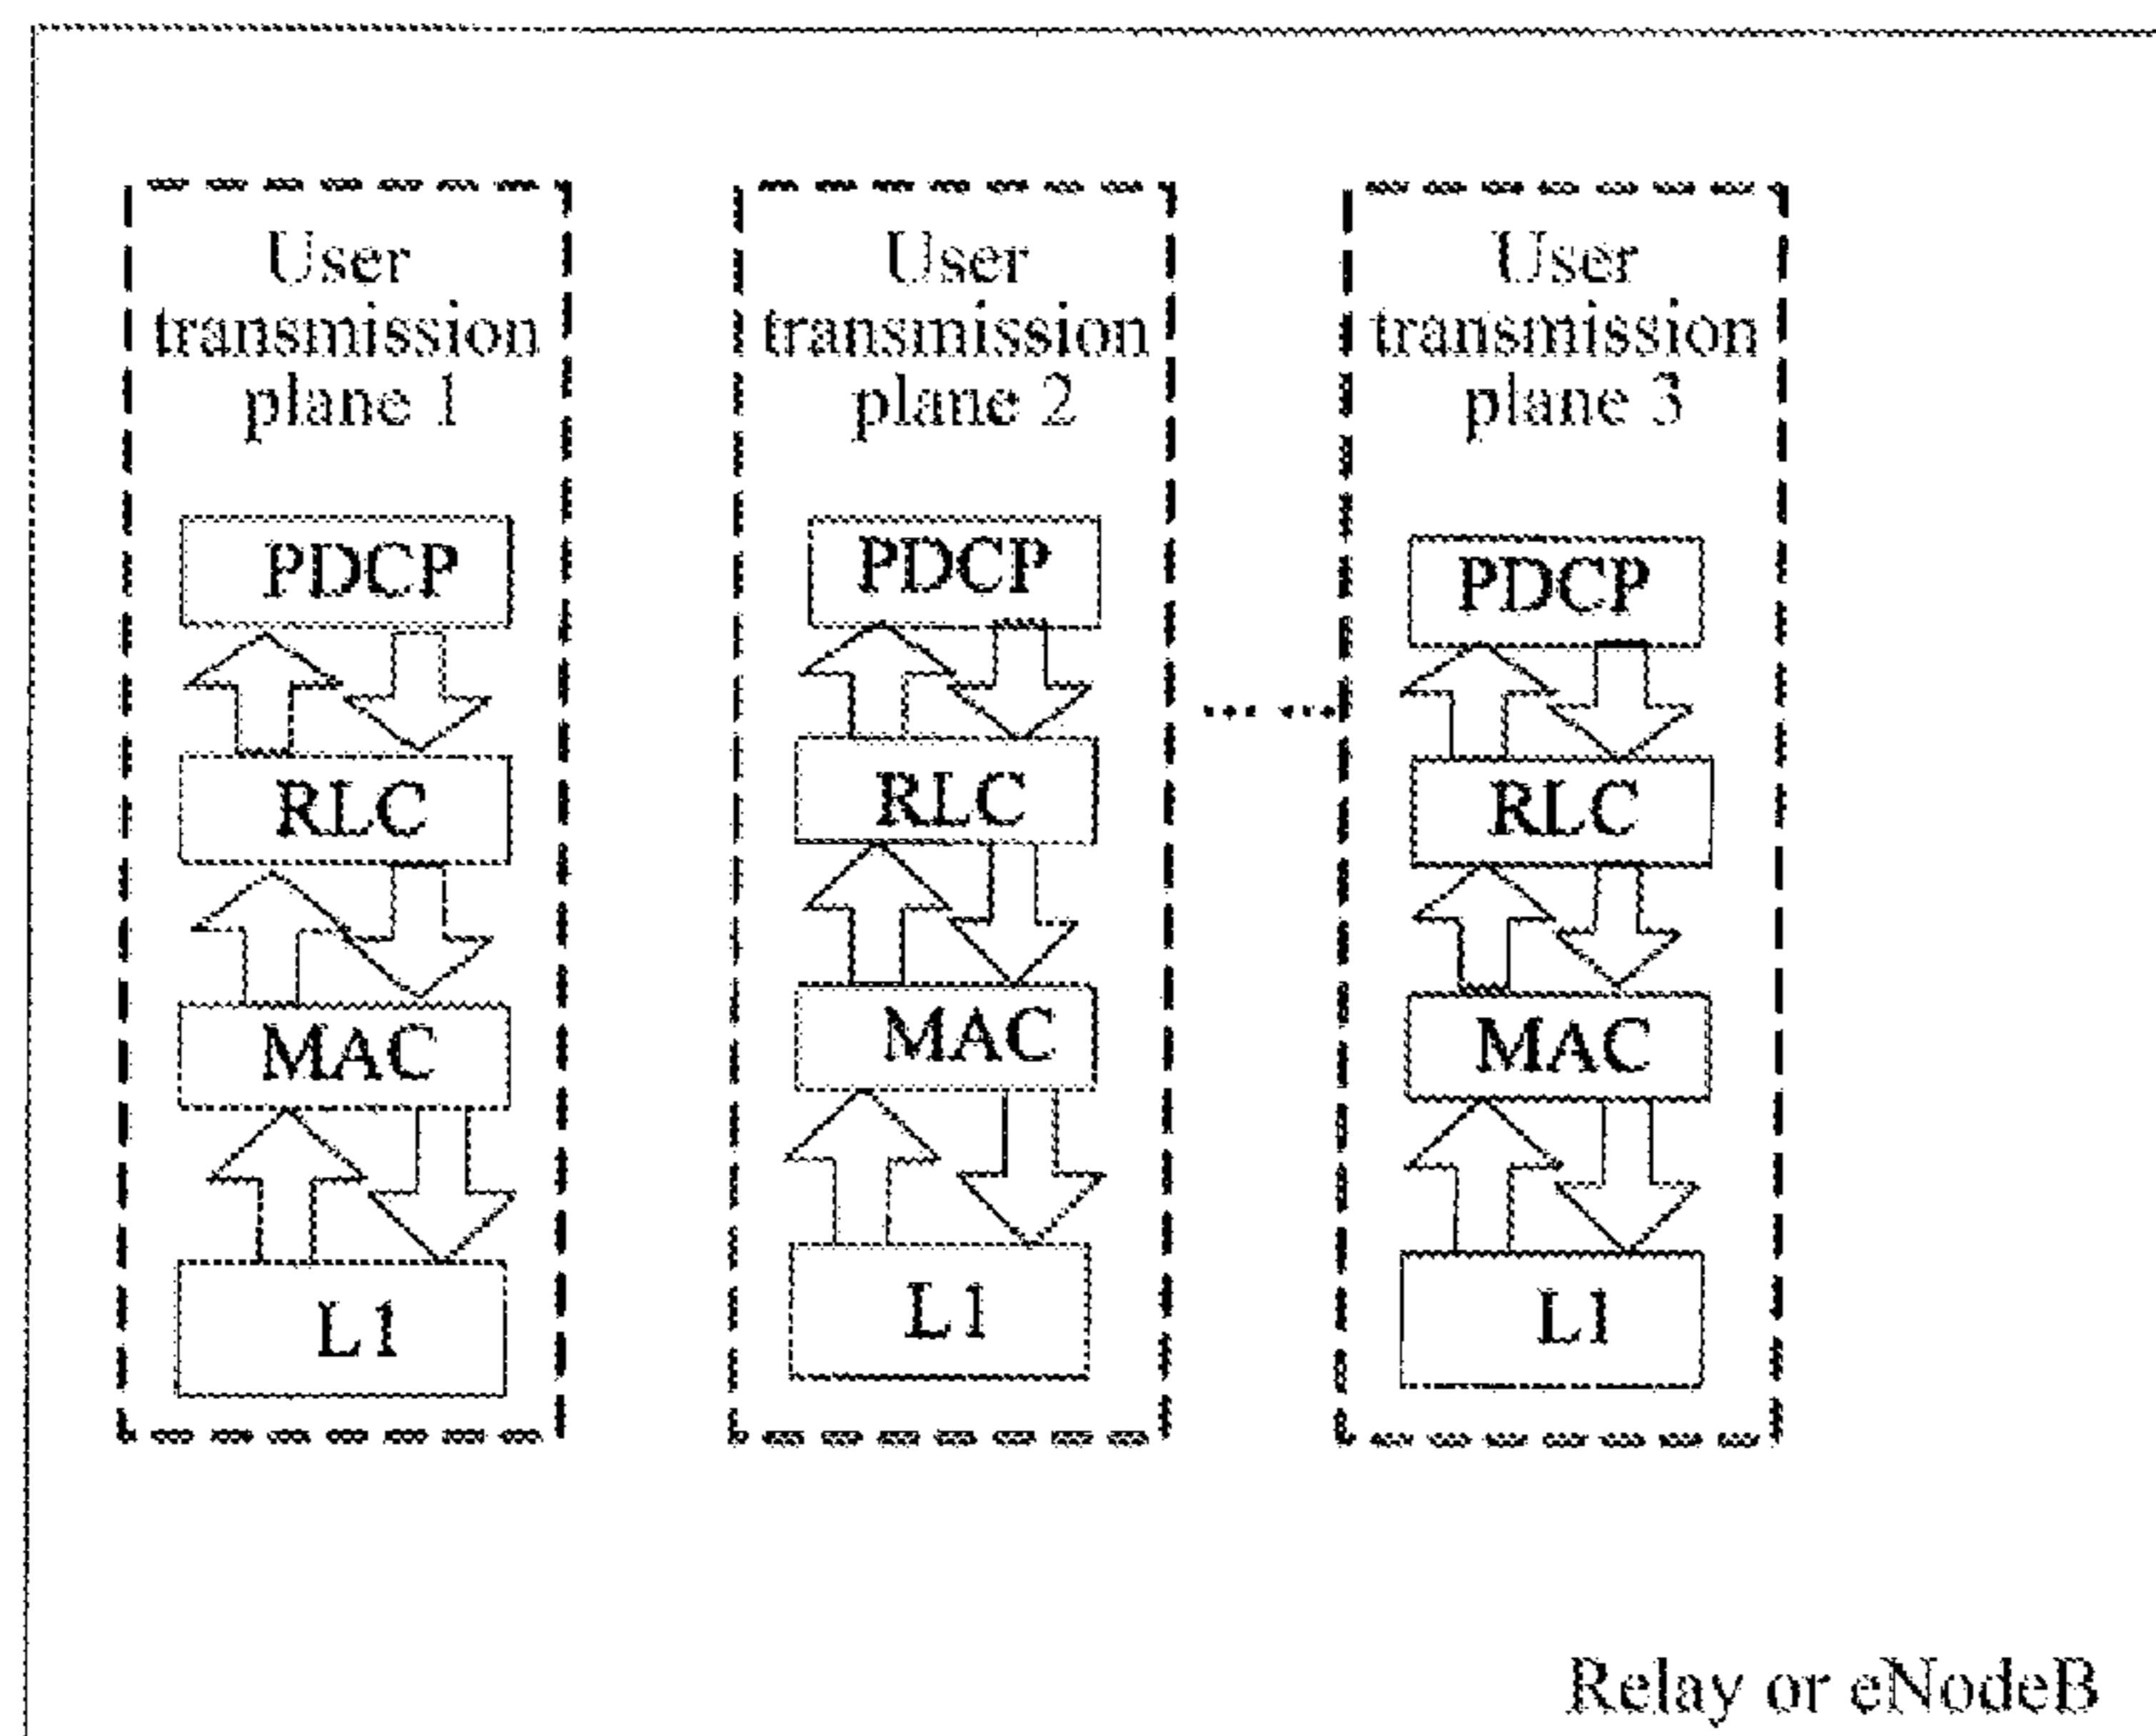 User
transmission
plane 1
PDCP
RLC
MAC
L1
User
transmission
plane 2
PDCP
RLC
MAC
L1
......
User
transmission
plane 3
PDCP
RLC
MAC
L1
Relay or eNodeB